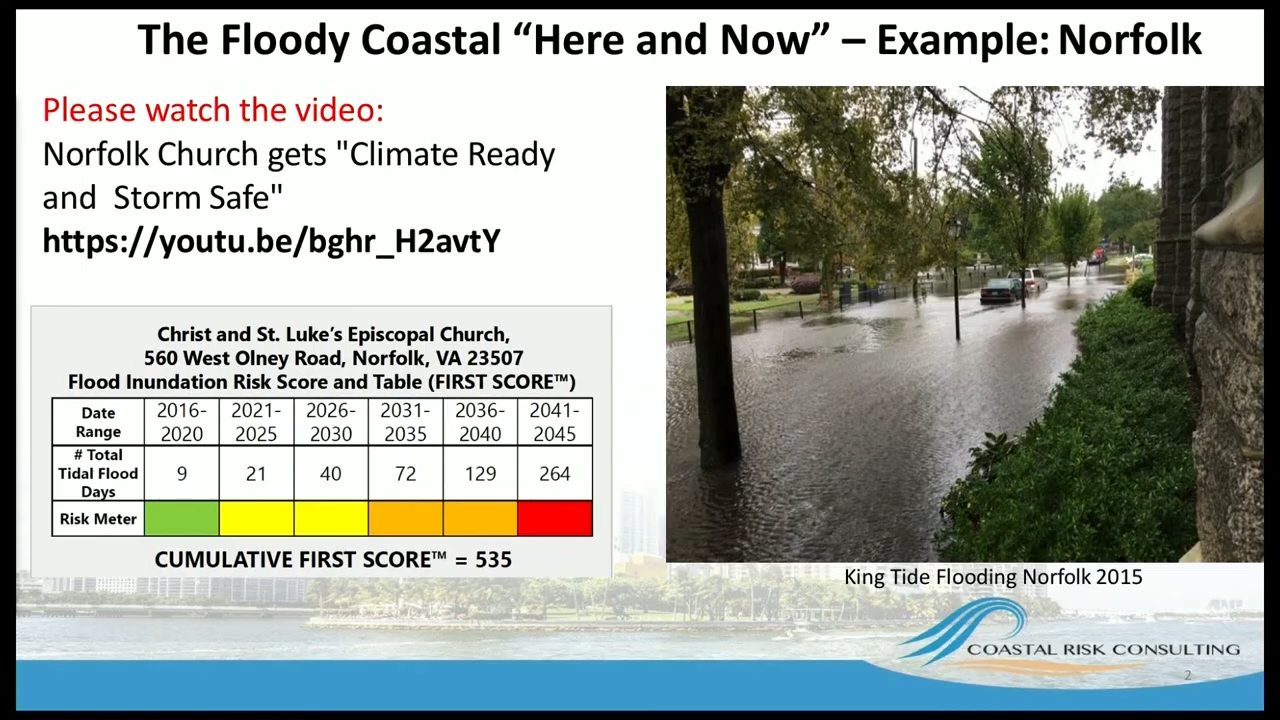 The Floody Coastal “Here and Now” – Example: Norfolk
Please watch the video:
Norfolk Church gets "Climate Ready
and Storm Safe"
https://youtu.be/bghr_H2avtY
Christ and St. Luke’s Episcopal Church,
560 West Olney Road, Norfolk, VA 23507
Flood Inundation Risk Score and Table (FIRST SCORE™)
Date Range 2016-2020 2021-2025 2026-2030 2031-2035 2036-2040 2041-2045
# Total Tidal Flood Days 9 21 40 72 129 264
Risk Meter
CUMULATIVE FIRST SCORE™ = 535
King Tide Flooding Norfolk 2015
COASTAL RISK CONSULTING
2